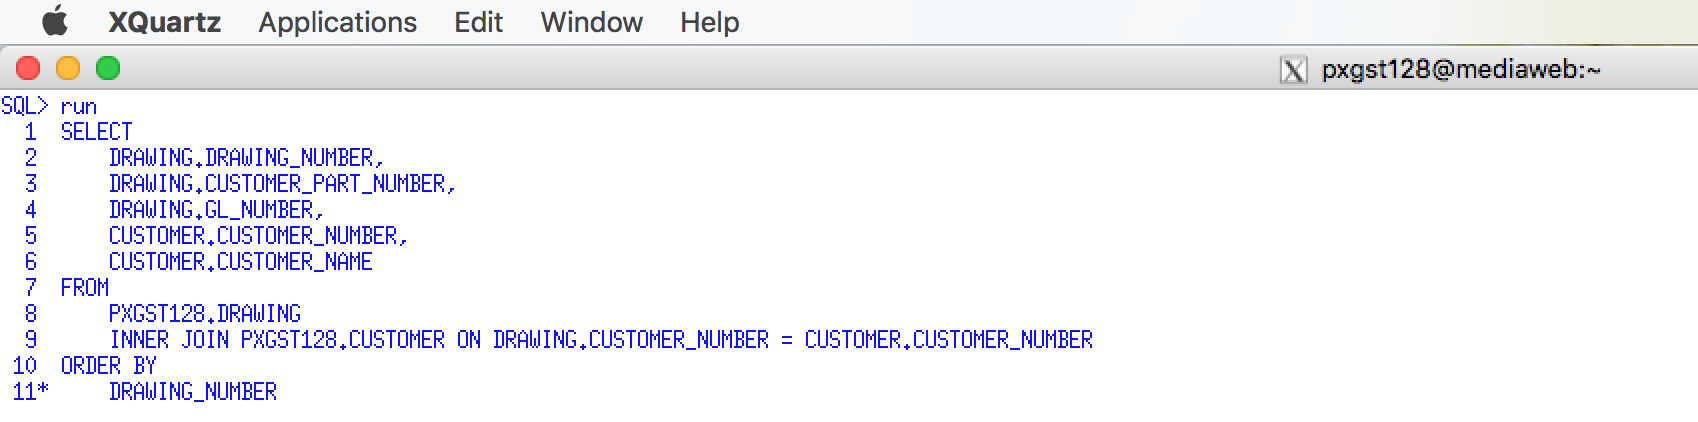 XQuartz Applications Edit Window Help
X pxgst128@mediaweb:~
SQL> run
  1  SELECT
  2      DRAWING.DRAWING_NUMBER,
  3      DRAWING.CUSTOMER_PART_NUMBER,
  4      DRAWING.GL_NUMBER,
  5      CUSTOMER.CUSTOMER_NUMBER,
  6      CUSTOMER.CUSTOMER_NAME
  7  FROM
  8      PXGST128.DRAWING
  9      INNER JOIN PXGST128.CUSTOMER ON DRAWING.CUSTOMER_NUMBER = CUSTOMER.CUSTOMER_NUMBER
 10  ORDER BY
 11*     DRAWING_NUMBER